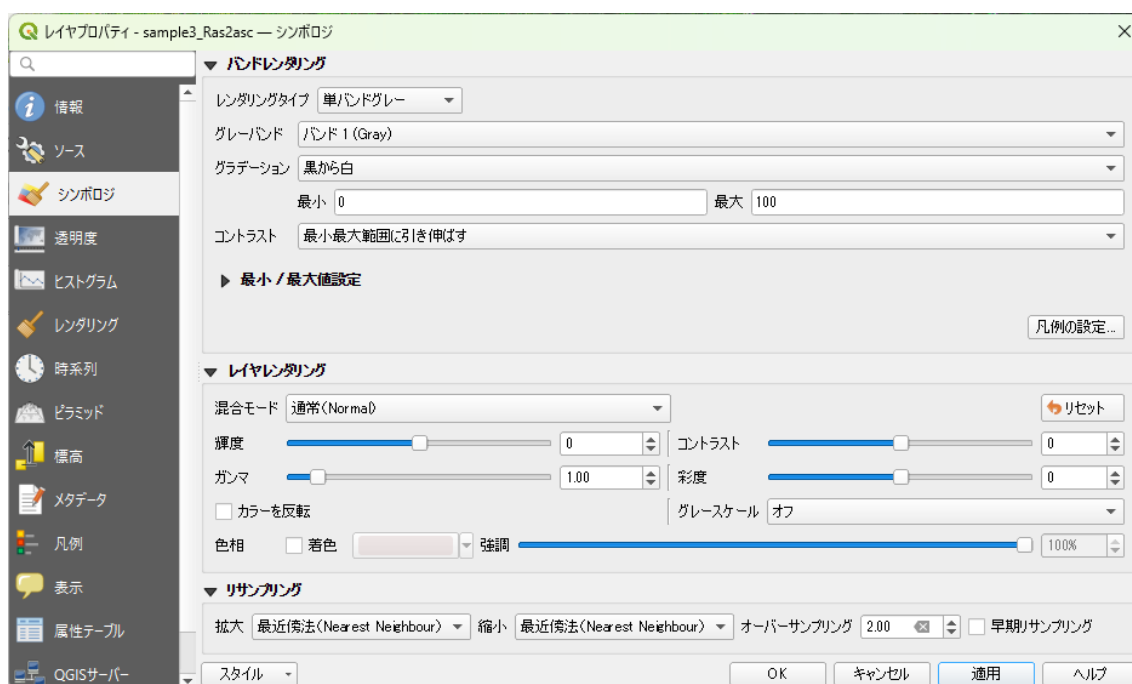 レイヤプロパティ - sample3_Ras2asc — シンボロジ
情報
ソース
シンボロジ
透明度
ヒストグラム
レンダリング
時系列
ピラミッド
標高
メタデータ
凡例
表示
属性テーブル
QGISサーバー
バンドレンダリング
レンダリングタイプ 単バンドグレー
グレーバンド バンド 1 (Gray)
グラデーション 黒から白
最小 0 最大 100
コントラスト 最小最大範囲に引き伸ばす
最小 / 最大値設定
凡例の設定...
レイヤレンダリング
混合モード 通常(Normal) リセット
輝度 0 コントラスト 0
ガンマ 1.00 彩度 0
カラーを反転 グレースケール オフ
色相 着色 強調 100%
リサンプリング
拡大 最近傍法(Nearest Neighbour) 縮小 最近傍法(Nearest Neighbour) オーバーサンプリング 2.00 早期リサンプリング
スタイル OK キャンセル 適用 ヘルプ